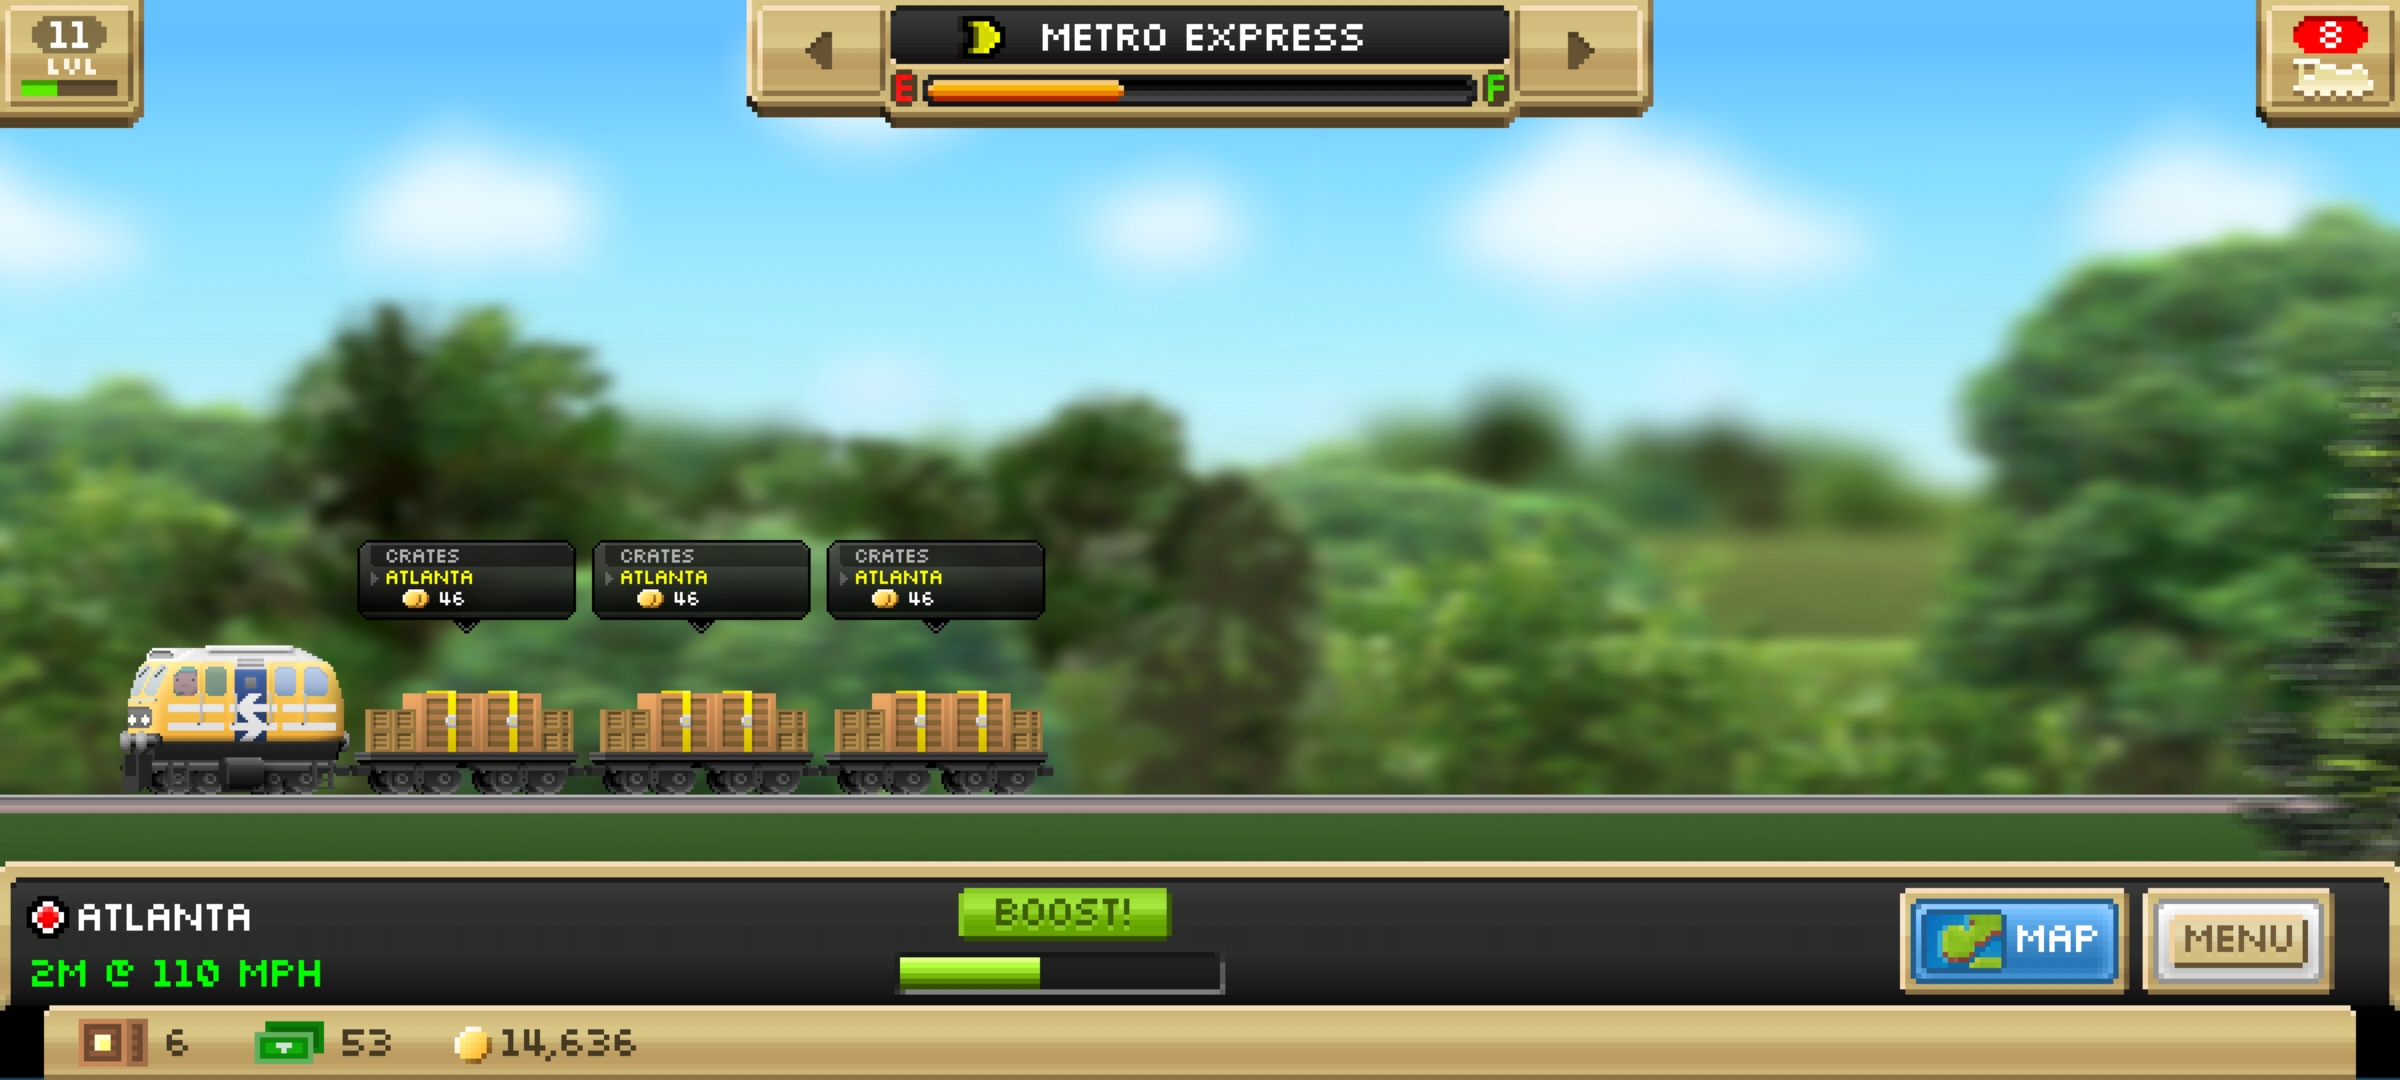 11
LVL
METRO EXPRESS
E F
8
CRATES
ATLANTA
46
CRATES
ATLANTA
46
CRATES
ATLANTA
46
ATLANTA
2M @ 110 MPH
BOOST!
MAP
MENU
6 53 14,636